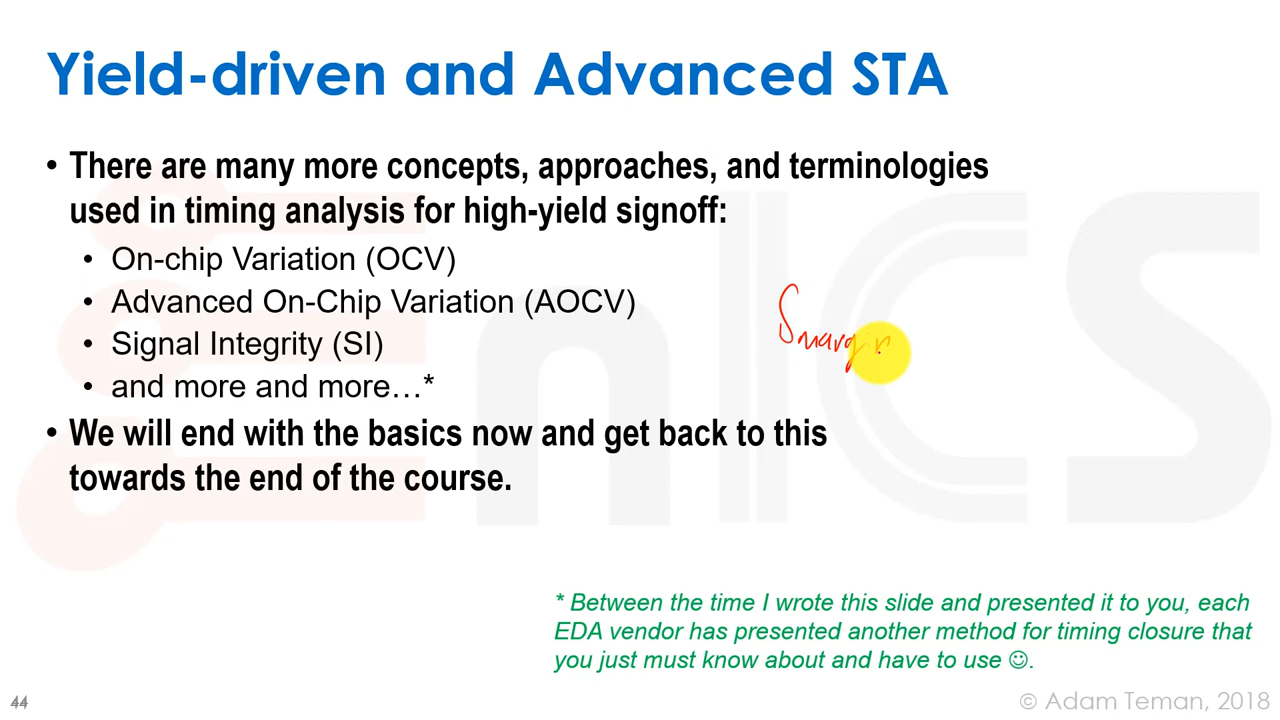 Yield-driven and Advanced STA
• There are many more concepts, approaches, and terminologies
used in timing analysis for high-yield signoff:
• On-chip Variation (OCV)
• Advanced On-Chip Variation (AOCV)
δmargin
• Signal Integrity (SI)
• and more and more…*
• We will end with the basics now and get back to this
towards the end of the course.
* Between the time I wrote this slide and presented it to you, each
EDA vendor has presented another method for timing closure that
you just must know about and have to use ☺.
44
© Adam Teman, 2018
EnICS